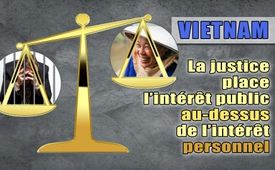 VIETNAM
La justice
place
l'intérêt public
au-dessus
de l'intérêt
personnel